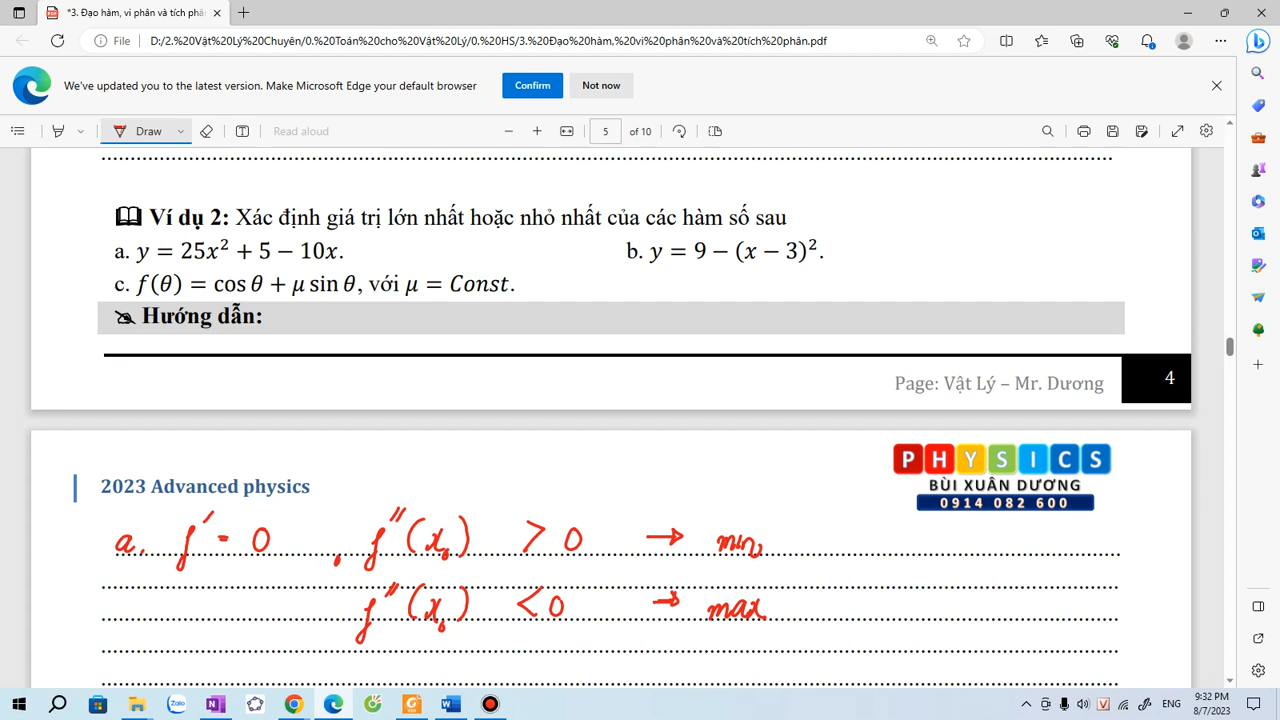 *3. Đạo hàm, vi phân và tích phâ
File D:/2.%20Vật%20Lý%20Chuyên/0.%20Toán%20cho%20Vật%20Lý/0.%20HS/3.%20Đạo%20hàm,%20vi%20phân%20và%20tích%20phân.pdf
We've updated you to the latest version. Make Microsoft Edge your default browser Confirm Not now
Draw Read aloud 5 of 10
Ví dụ 2: Xác định giá trị lớn nhất hoặc nhỏ nhất của các hàm số sau
a. y = 25x² + 5 − 10x. b. y = 9 − (x − 3)².
c. f(θ) = cos θ + μ sin θ, với μ = Const.
Hướng dẫn:
Page: Vật Lý – Mr. Dương 4
PHYSICS
BÙI XUÂN DƯƠNG
0914 082 600
2023 Advanced physics
a. f' = 0 . f''(x₀) > 0 → min
f''(x₀) < 0 → max
Zalo
ENG
9:32 PM
8/7/2023